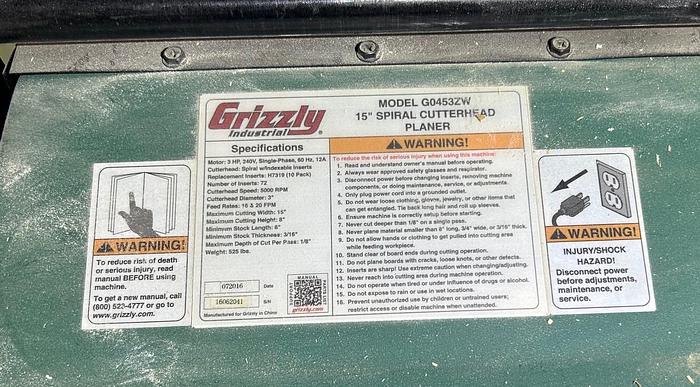 Grizzly
Industrial®
MODEL G0453ZW
15" SPIRAL CUTTERHEAD
PLANER
Specifications
Motor: 3 HP, 240V, Single-Phase, 60 Hz, 12A
Cutterhead: Spiral w/Indexable Inserts
Replacement Inserts: H7319 (10 Pack)
Number of Inserts: 72
Cutterhead Speed: 5000 RPM
Cutterhead Diameter: 3"
Feed Rates: 16 & 20 FPM
Maximum Cutting Width: 15"
Maximum Cutting Height: 8"
Minimum Stock Length: 8"
Minimum Stock Thickness: 3/16"
Maximum Depth of Cut Per Pass: 1/8"
Weight: 525 lbs.
072016 Date
16062041 S/N
Manufactured for Grizzly in China
MANUAL
SUPPORT
grizzly.com
WARNING!
To reduce the risk of serious injury when using this machine:
1. Read and understand owner's manual before operating.
2. Always wear approved safety glasses and respirator.
3. Disconnect power before changing inserts, removing machine
components, or doing maintenance, service, or adjustments.
4. Only plug power cord into a grounded outlet.
5. Do not wear loose clothing, gloves, jewelry, or other items that
can get entangled. Tie back long hair and roll up sleeves.
6. Ensure machine is correctly setup before starting.
7. Never cut deeper than 1/8" on a single pass.
8. Never plane material smaller than 8" long, 3/4" wide, or 3/16" thick.
9. Do not allow hands or clothing to get pulled into cutting area
while feeding workpiece.
10. Stand clear of board ends during cutting operation.
11. Do not plane boards with cracks, loose knots, or other defects.
12. Inserts are sharp! Use extreme caution when changing/adjusting.
13. Never reach into cutting area during machine operation.
14. Do not operate when tired or under influence of drugs or alcohol.
15. Do not expose to rain or use in wet locations.
16. Prevent unauthorized use by children or untrained users;
restrict access or disable machine when unattended.
WARNING!
To reduce risk of death
or serious injury, read
manual BEFORE using
machine.
To get a new manual, call
(800) 523-4777 or go to
www.grizzly.com.
WARNING!
INJURY/SHOCK
HAZARD!
Disconnect power
before adjustments,
maintenance, or
service.